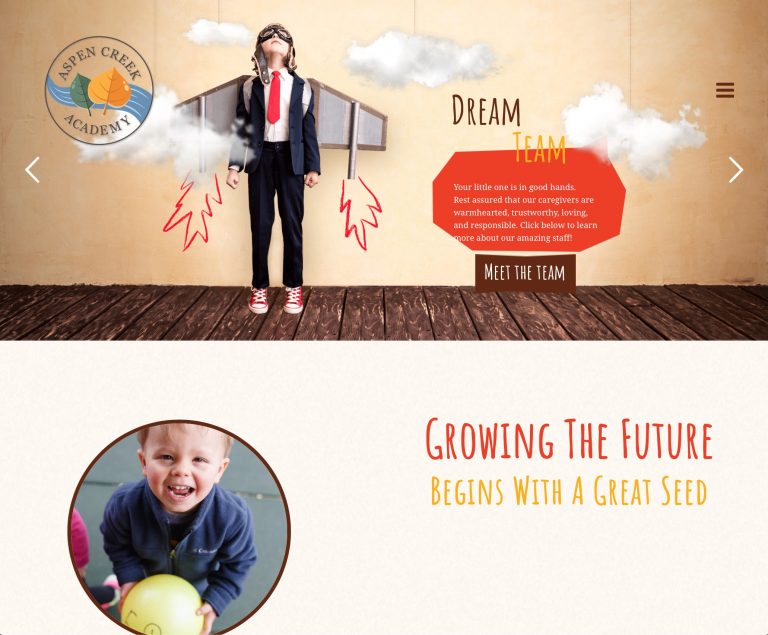 ASPEN CREEK
ACADEMY
Dream
Team
Your little one is in good hands.
Rest assured that our caregivers are
warmhearted, trustworthy, loving,
and responsible. Click below to learn
more about our amazing staff!
Meet the team
Growing The Future
Begins With A Great Seed